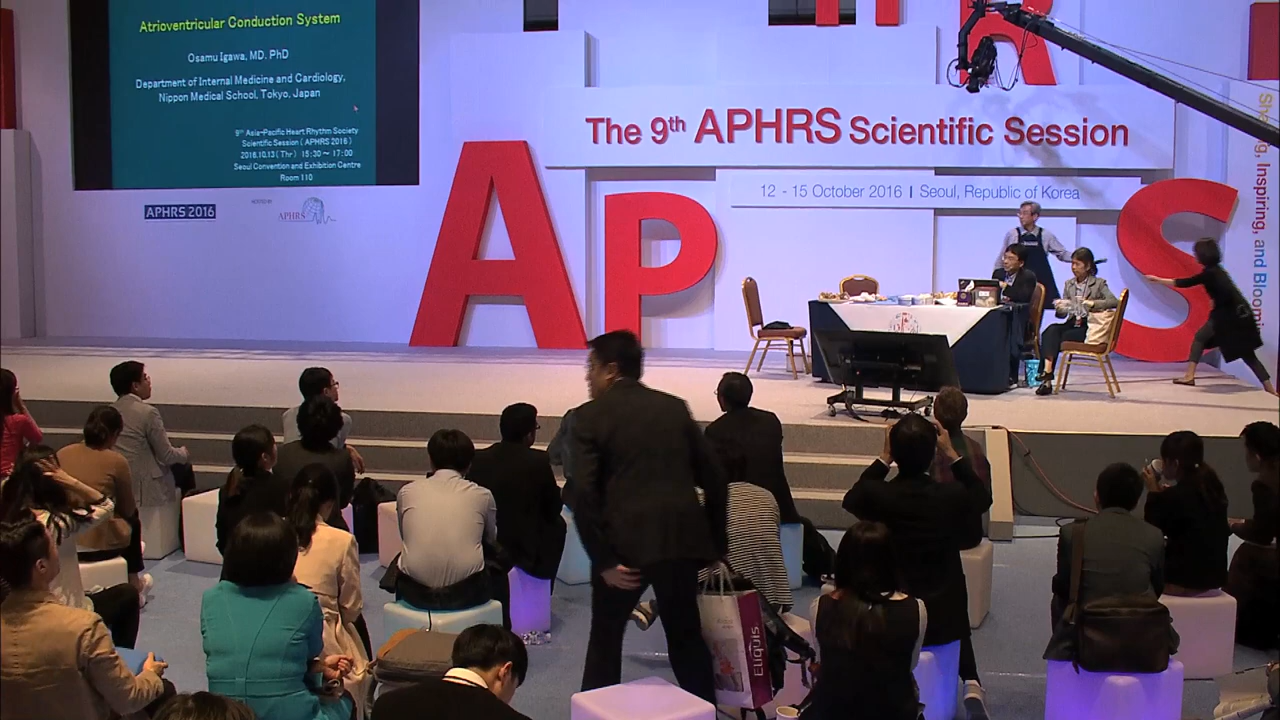 Atrioventricular Conduction System
Osamu Igawa, MD, PhD
Department of Internal Medicine and Cardiology,
Nippon Medical School, Tokyo, Japan
9th Asia-Pacific Heart Rhythm Society
Scientific Session ( APHRS 2016 )
2016.10.13 ( Thr ) 15:30 ~ 17:00
Seoul Convention and Exhibition Centre
Room 110
APHRS 2016
HOSTED BY
APHRS
The 9th APHRS Scientific Session
12 - 15 October 2016 | Seoul, Republic of Korea
A P R S
Inspiring, and Bloomi
Eliquis